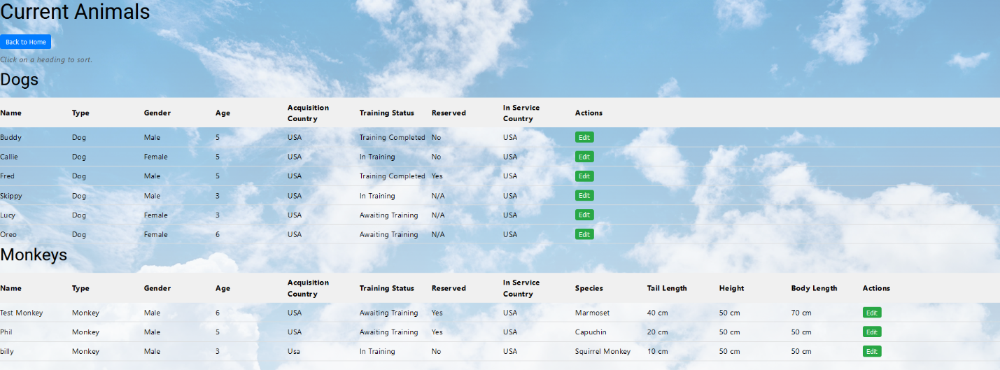 Current Animals
Back to Home
Click on a heading to sort.
Dogs
Name Type Gender Age Acquisition Country Training Status Reserved In Service Country Actions
Buddy Dog Male 5 USA Training Completed No USA Edit
Callie Dog Female 5 USA In Training No USA Edit
Fred Dog Male 5 USA Training Completed Yes USA Edit
Skippy Dog Male 3 USA In Training N/A USA Edit
Lucy Dog Female 3 USA Awaiting Training N/A USA Edit
Oreo Dog Female 6 USA Awaiting Training N/A USA Edit
Monkeys
Name Type Gender Age Acquisition Country Training Status Reserved In Service Country Species Tail Length Height Body Length Actions
Test Monkey Monkey Male 6 USA Awaiting Training Yes USA Marmoset 40 cm 50 cm 70 cm Edit
Phil Monkey Male 5 USA Awaiting Training Yes USA Capuchin 20 cm 50 cm 50 cm Edit
billy Monkey Male 3 Usa In Training No USA Squirrel Monkey 10 cm 50 cm 50 cm Edit